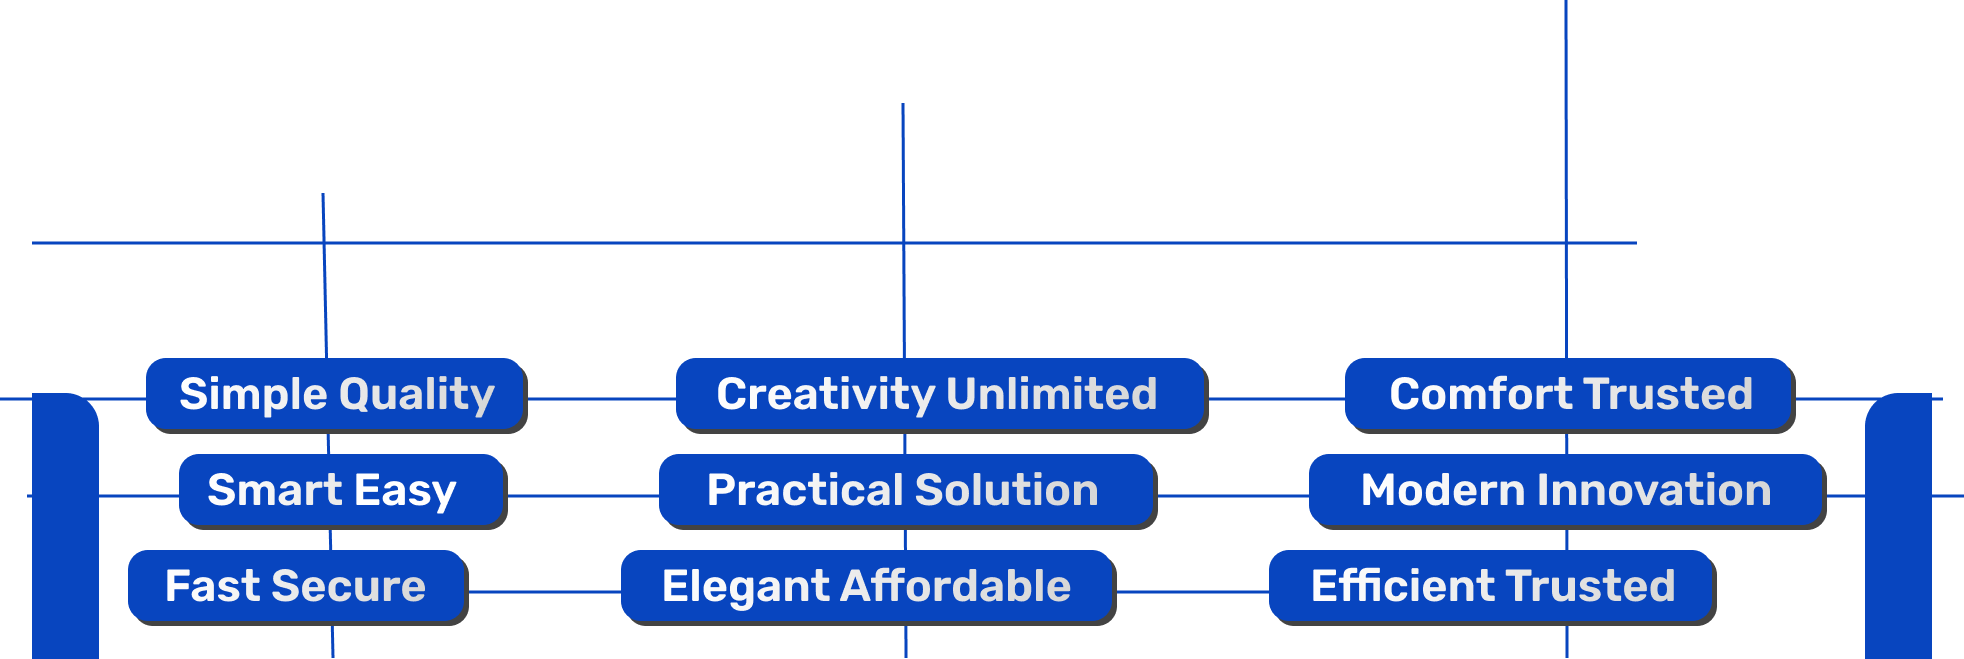 Simple Quality
Creativity Unlimited
Comfort Trusted
Smart Easy
Practical Solution
Modern Innovation
Fast Secure
Elegant Affordable
Efficient Trusted